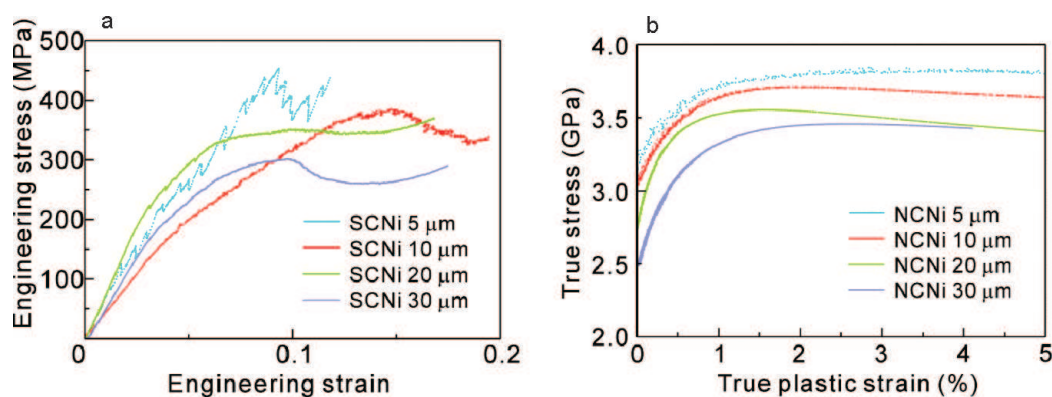 a
Engineering stress (MPa)
500
400
300
200
100
0
0.1
0.2
Engineering strain
SCNi 5 μm
SCNi 10 μm
SCNi 20 μm
SCNi 30 μm
b
True stress (GPa)
4.0
3.5
3.0
2.5
2.0
0
1
2
3
4
5
True plastic strain (%)
NCNi 5 μm
NCNi 10 μm
NCNi 20 μm
NCNi 30 μm